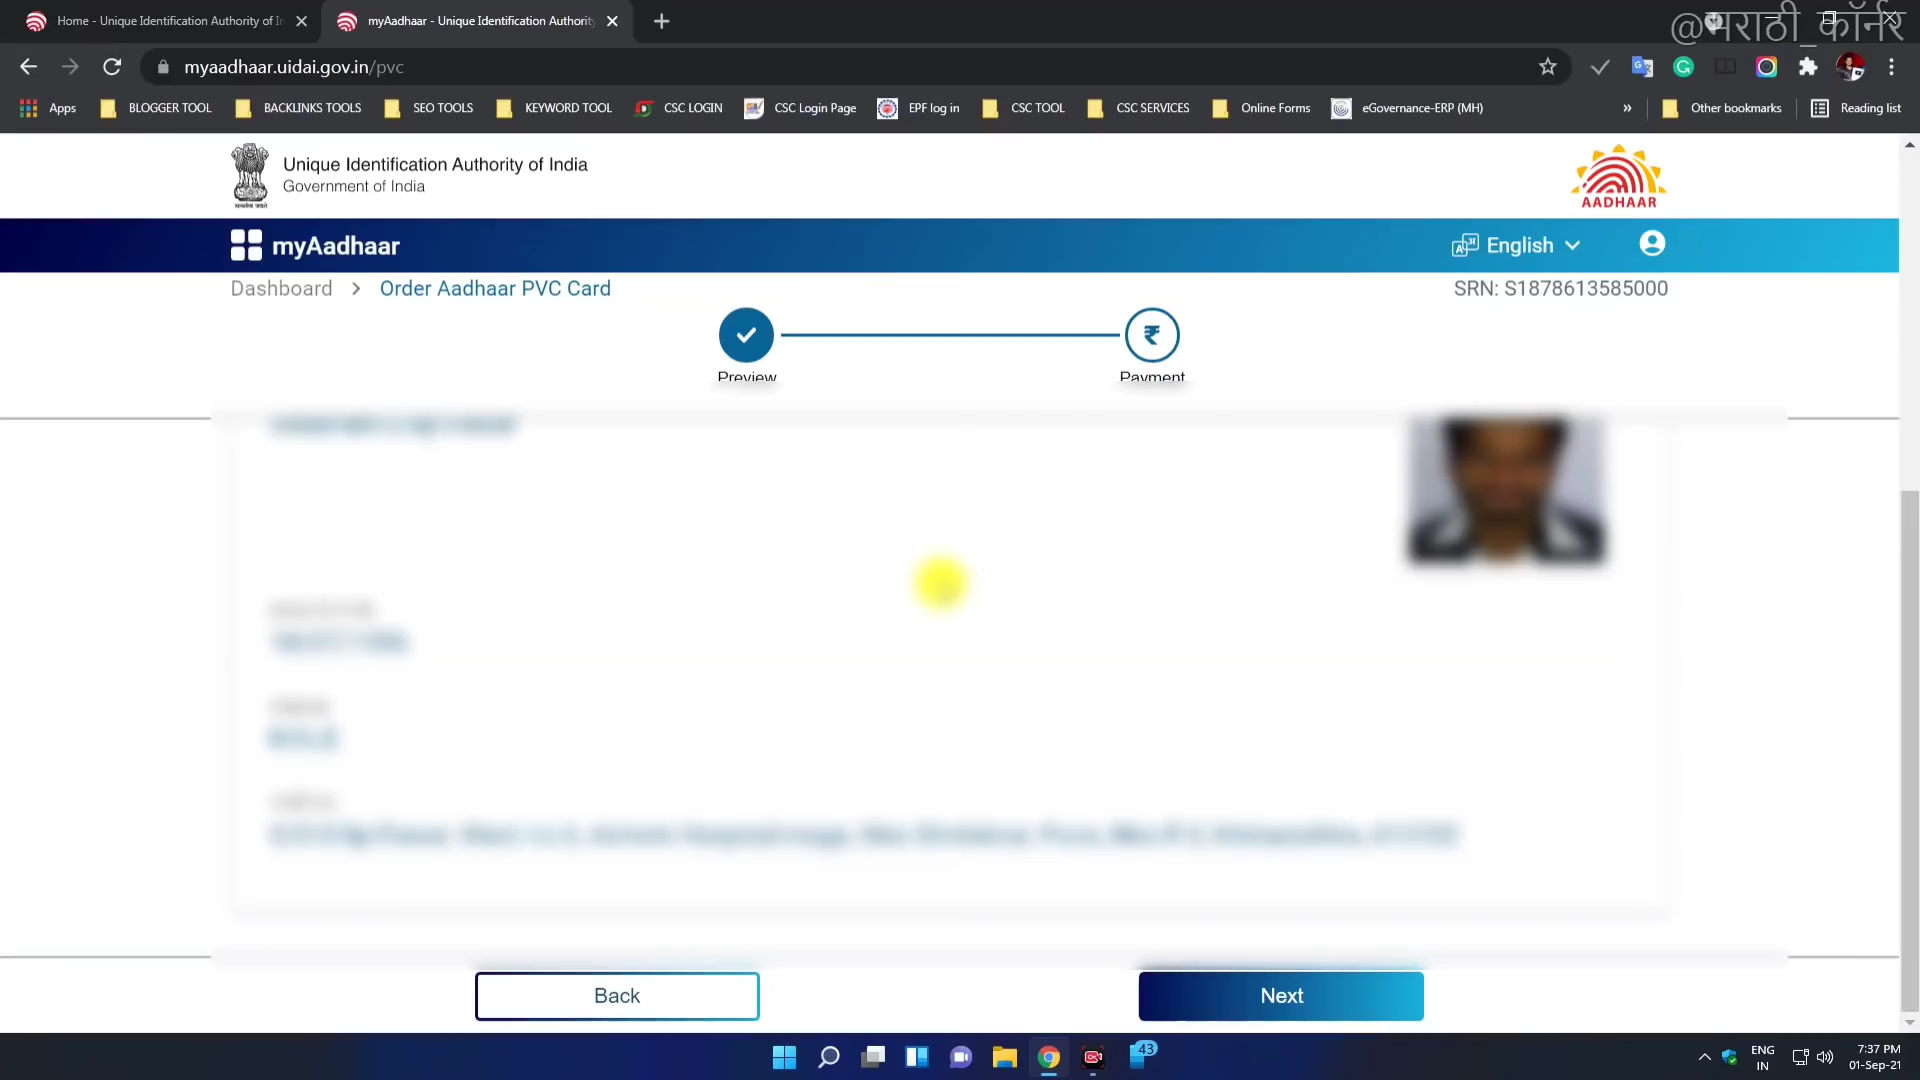 Home - Unique Identification Authority of In
myAadhaar - Unique Identification Authority
@मराठी_कॉर्नर
myaadhaar.uidai.gov.in/pvc
Apps
BLOGGER TOOL
BACKLINKS TOOLS
SEO TOOLS
KEYWORD TOOL
CSC LOGIN
CSC Login Page
EPF log in
CSC TOOL
CSC SERVICES
Online Forms
eGovernance-ERP (MH)
»
Other bookmarks
Reading list
Unique Identification Authority of India
Government of India
सत्यमेव जयते
AADHAAR
myAadhaar
English
Dashboard > Order Aadhaar PVC Card
SRN: S1878613585000
₹
Preview
Payment
Back
Next
43
ENG
IN
7:37 PM
01-Sep-21